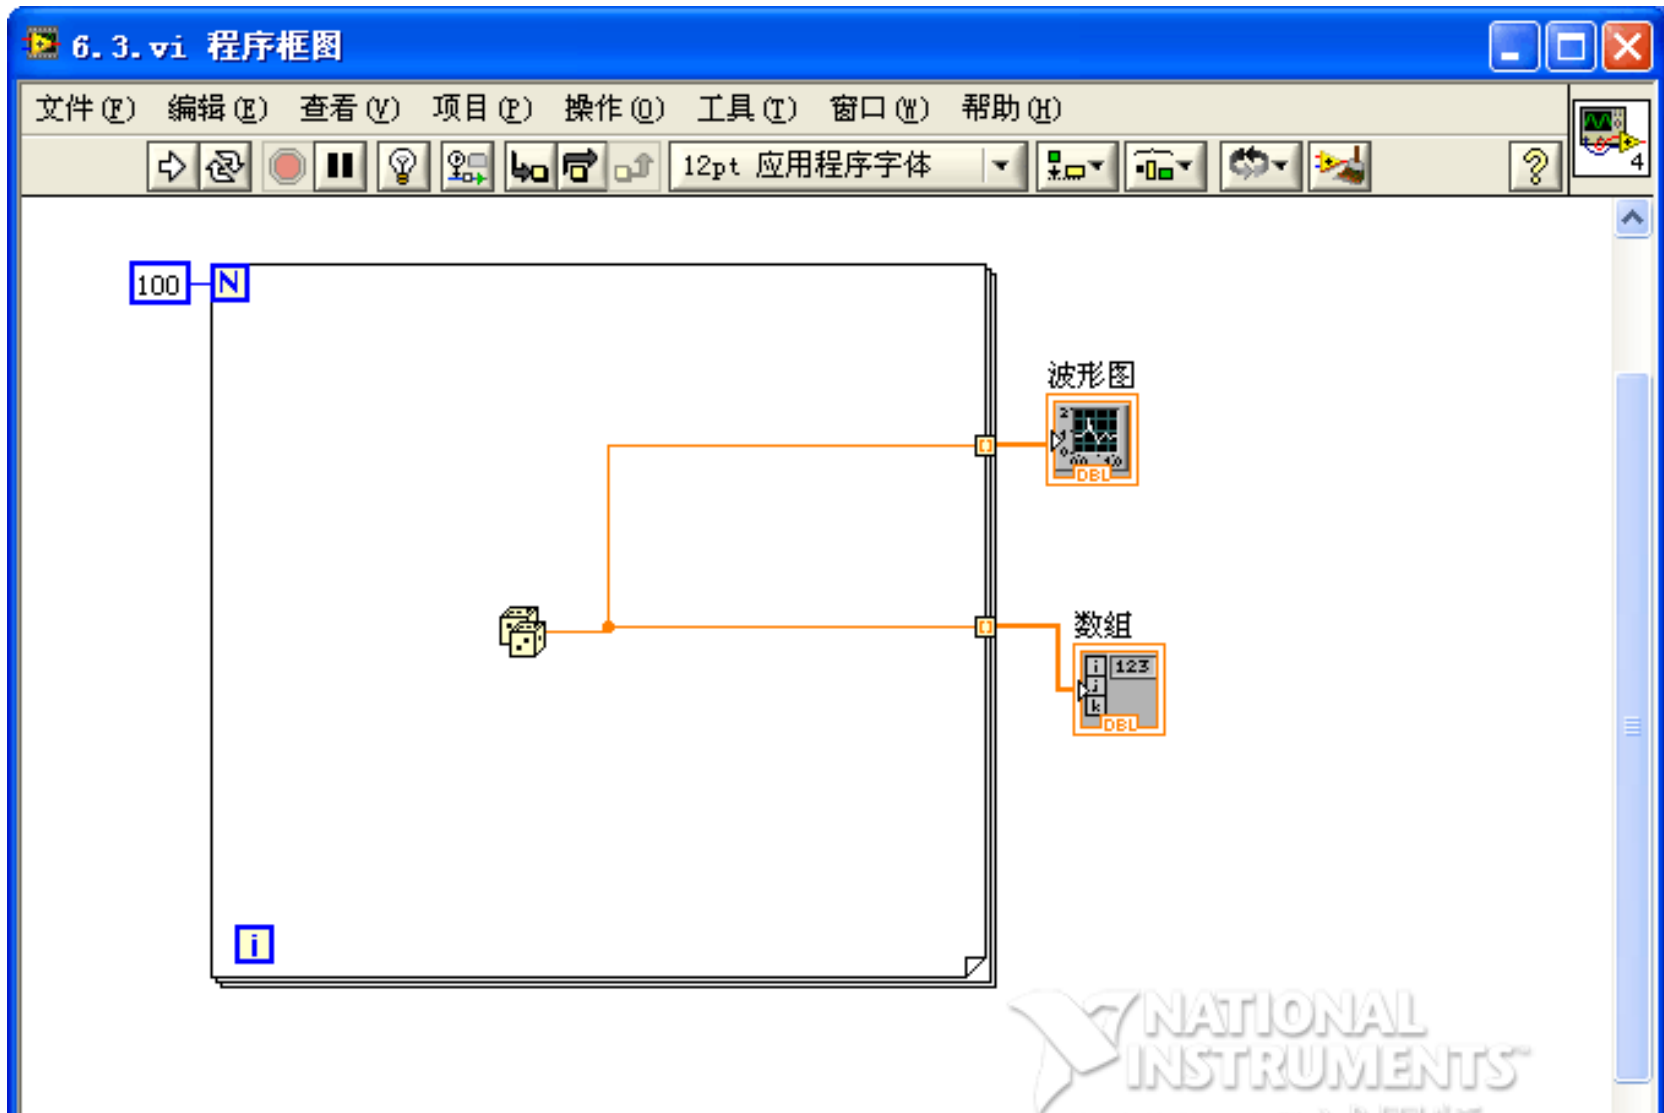 6.3.vi 程序框图
文件(F) 编辑(E) 查看(V) 项目(P) 操作(O) 工具(T) 窗口(W) 帮助(H)
12pt 应用程序字体
4
100
N
波形图
DBL
数组
i 123
j
k
DBL
i
NATIONAL
INSTRUMENTS™